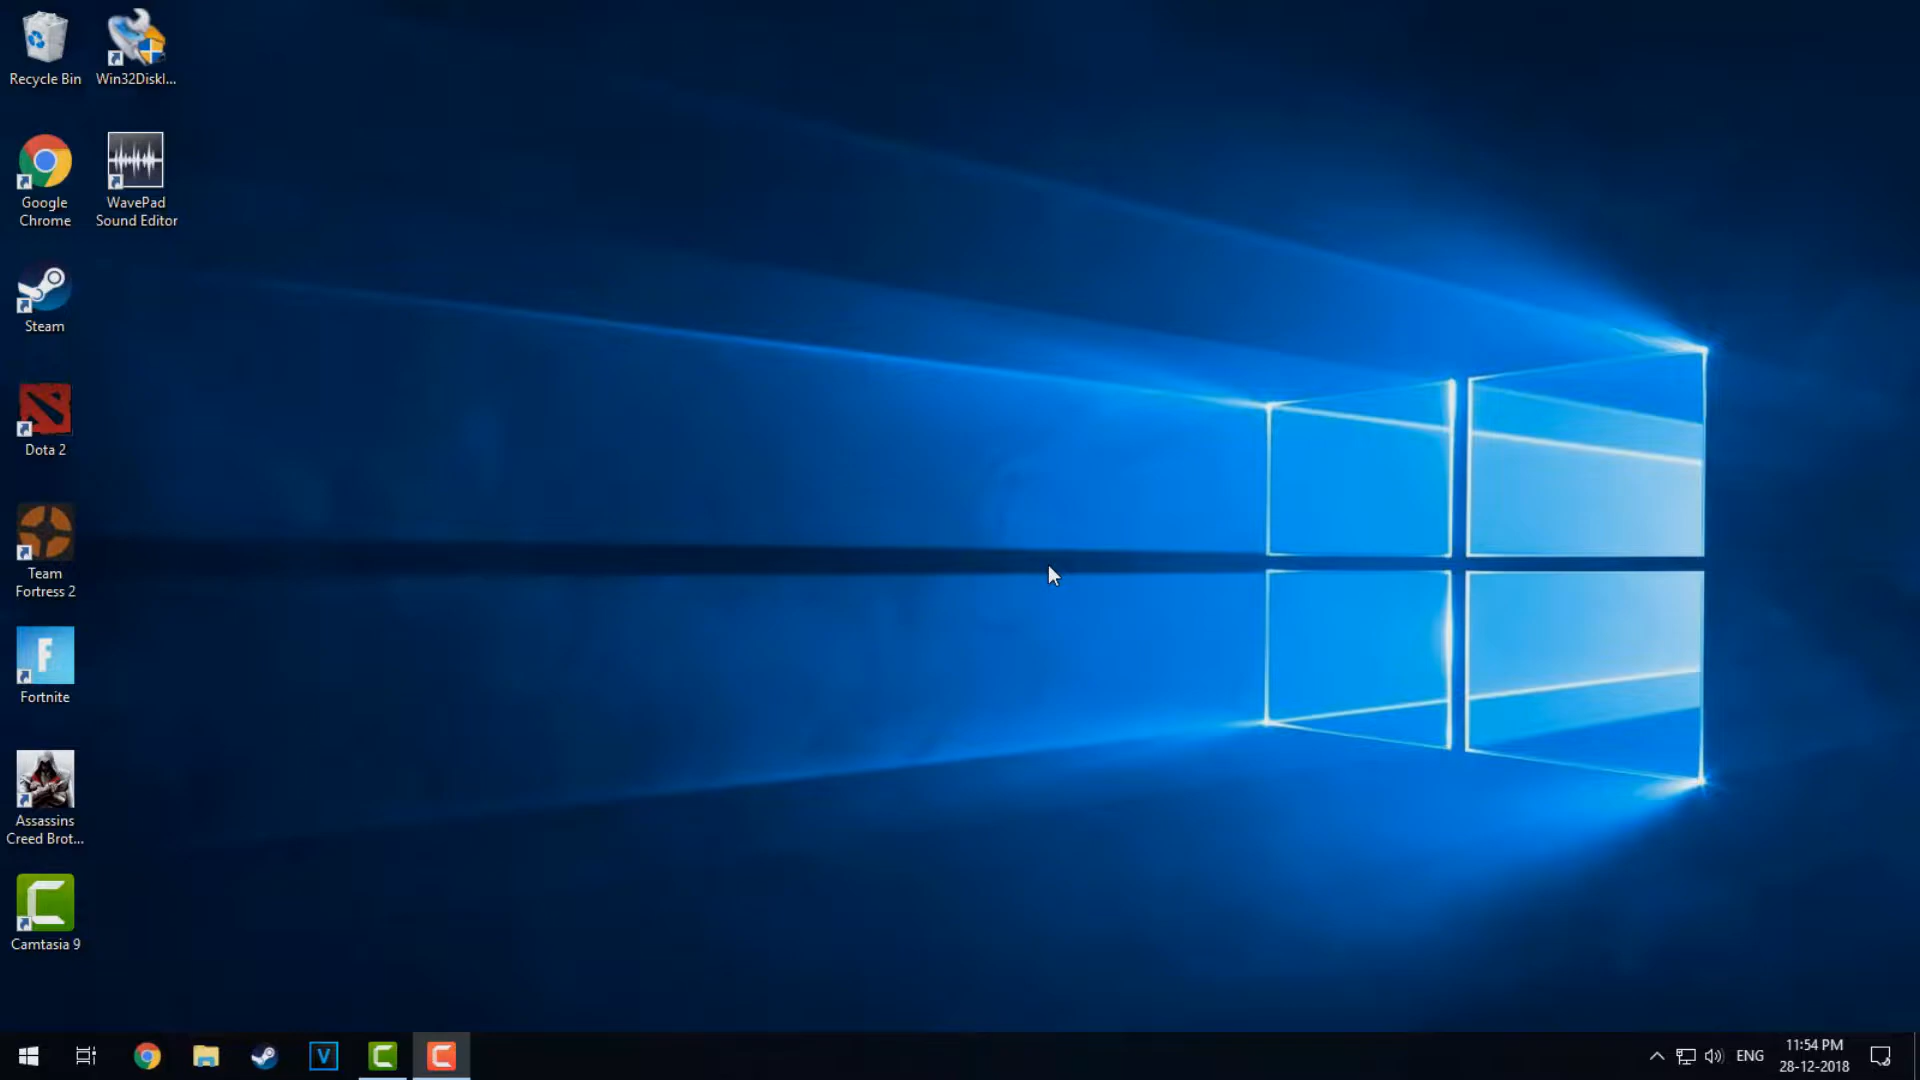 Recycle Bin
Win32DiskI...
Google
Chrome
WavePad
Sound Editor
Steam
Dota 2
Team
Fortress 2
F
Fortnite
Assassins
Creed Brot...
Camtasia 9
V
ENG
11:54 PM
28-12-2018